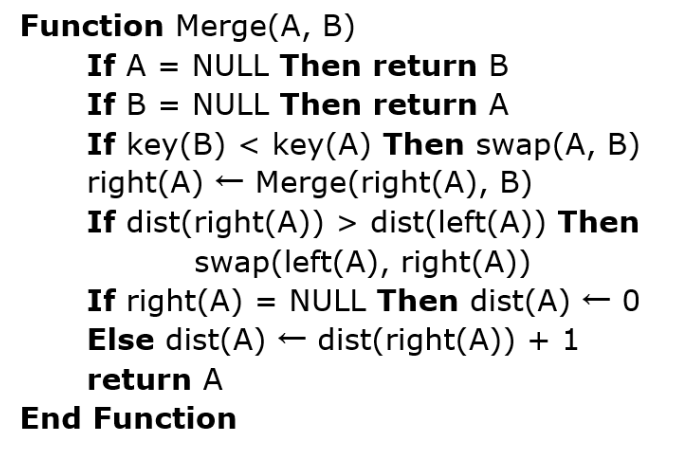 Function Merge(A, B)
If A = NULL Then return B
If B = NULL Then return A
If key(B) < key(A) Then swap(A, B)
right(A) ← Merge(right(A), B)
If dist(right(A)) > dist(left(A)) Then
swap(left(A), right(A))
If right(A) = NULL Then dist(A) ← 0
Else dist(A) ← dist(right(A)) + 1
return A
End Function